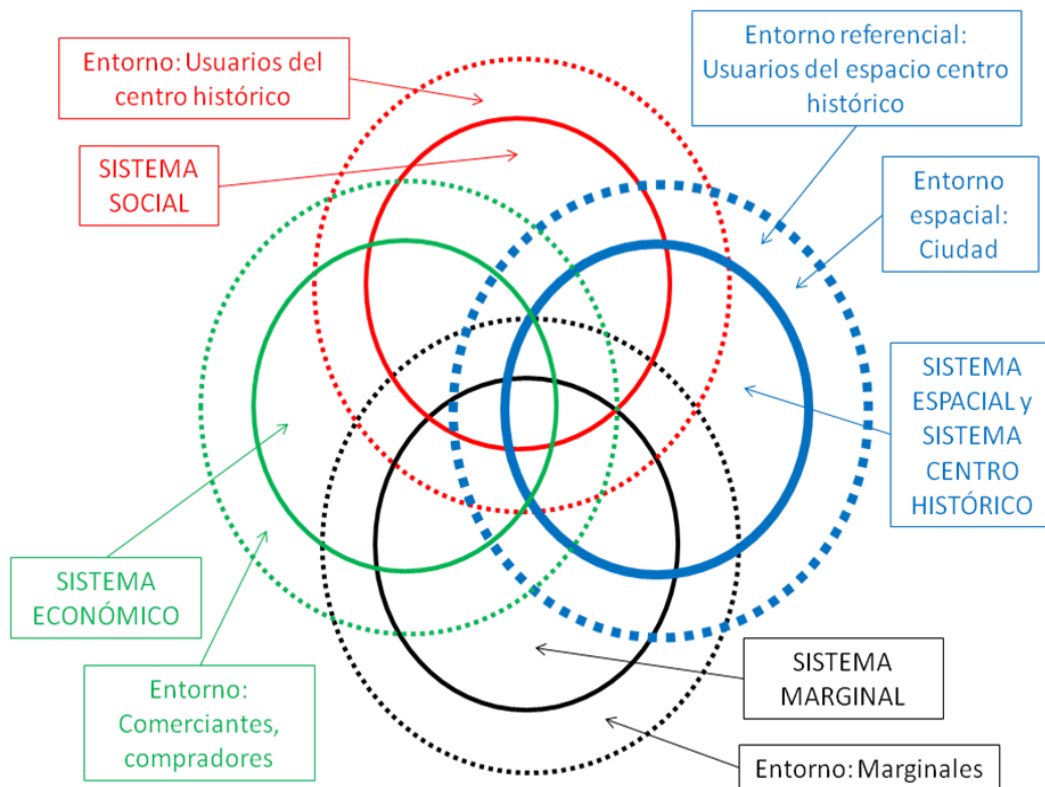 Entorno: Usuarios del
centro histórico
SISTEMA
SOCIAL
Entorno referencial:
Usuarios del espacio centro
histórico
Entorno
espacial:
Ciudad
SISTEMA
ESPACIAL y
SISTEMA
CENTRO
HISTÓRICO
SISTEMA
ECONÓMICO
Entorno:
Comerciantes,
compradores
SISTEMA
MARGINAL
Entorno: Marginales